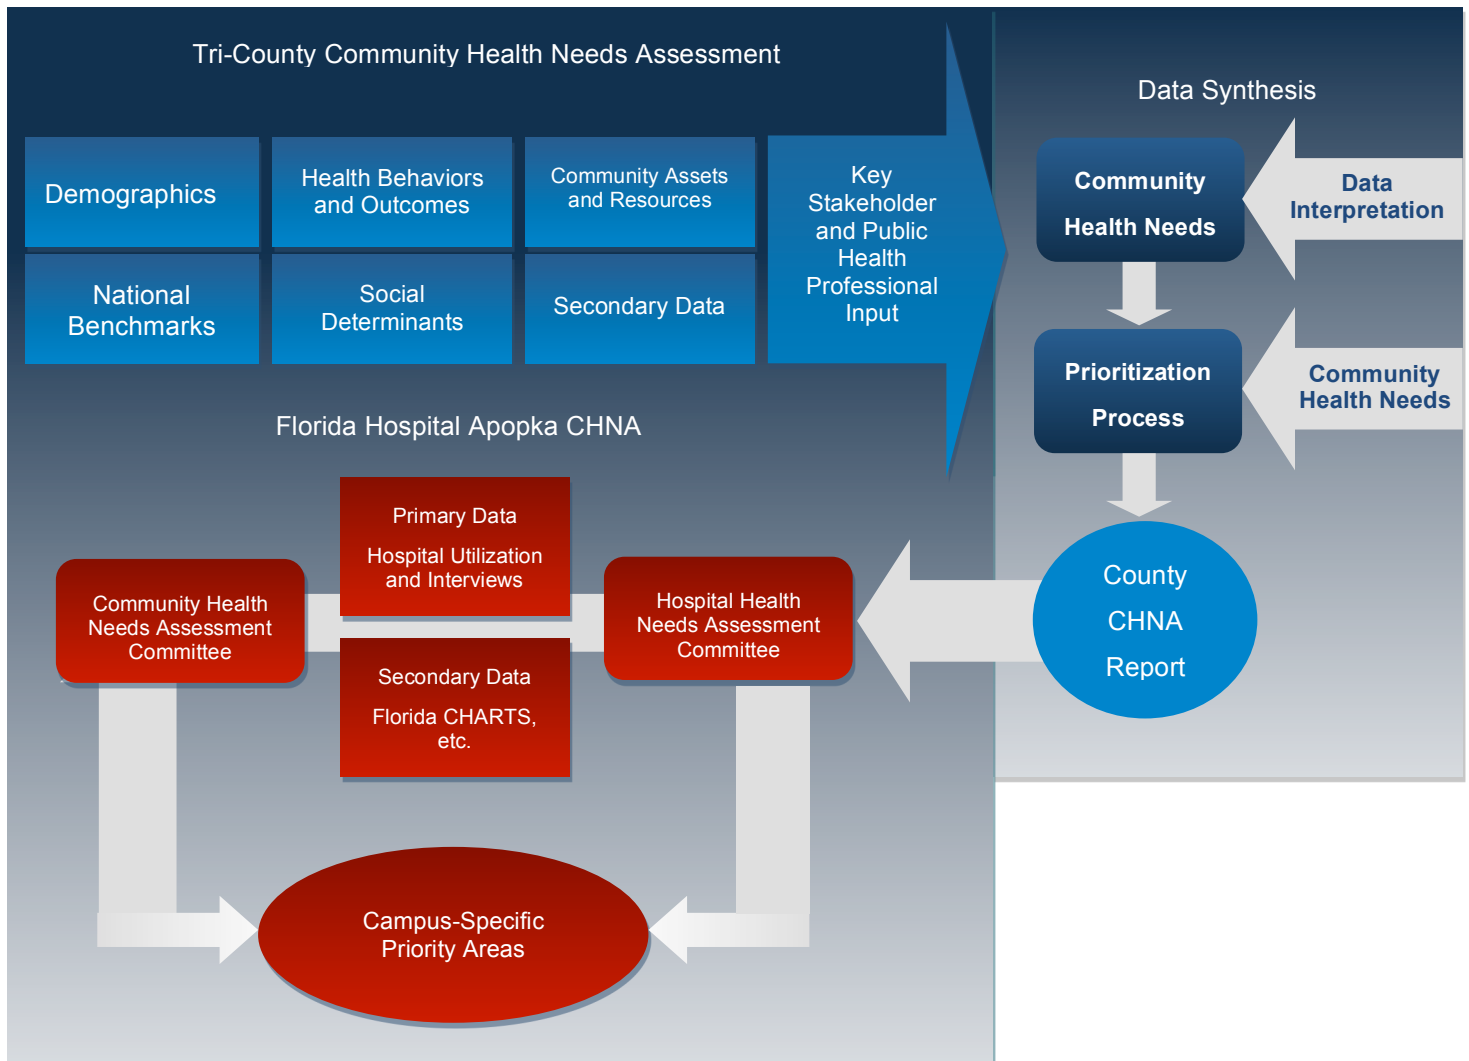 Tri-County Community Health Needs Assessment
Demographics
Health Behaviors
and Outcomes
Community Assets
and Resources
National
Benchmarks
Social
Determinants
Secondary Data
Key
Stakeholder
and Public
Health
Professional
Input
Data Synthesis
Community
Health Needs
Data
Interpretation
Prioritization
Process
Community
Health Needs
County
CHNA
Report
Florida Hospital Apopka CHNA
Community Health
Needs Assessment
Committee
Primary Data
Hospital Utilization
and Interviews
Secondary Data
Florida CHARTS,
etc.
Hospital Health
Needs Assessment
Committee
Campus-Specific
Priority Areas